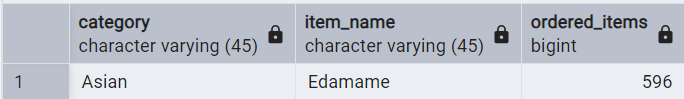 category item_name ordered_items
character varying (45) character varying (45) bigint
1 Asian Edamame 596